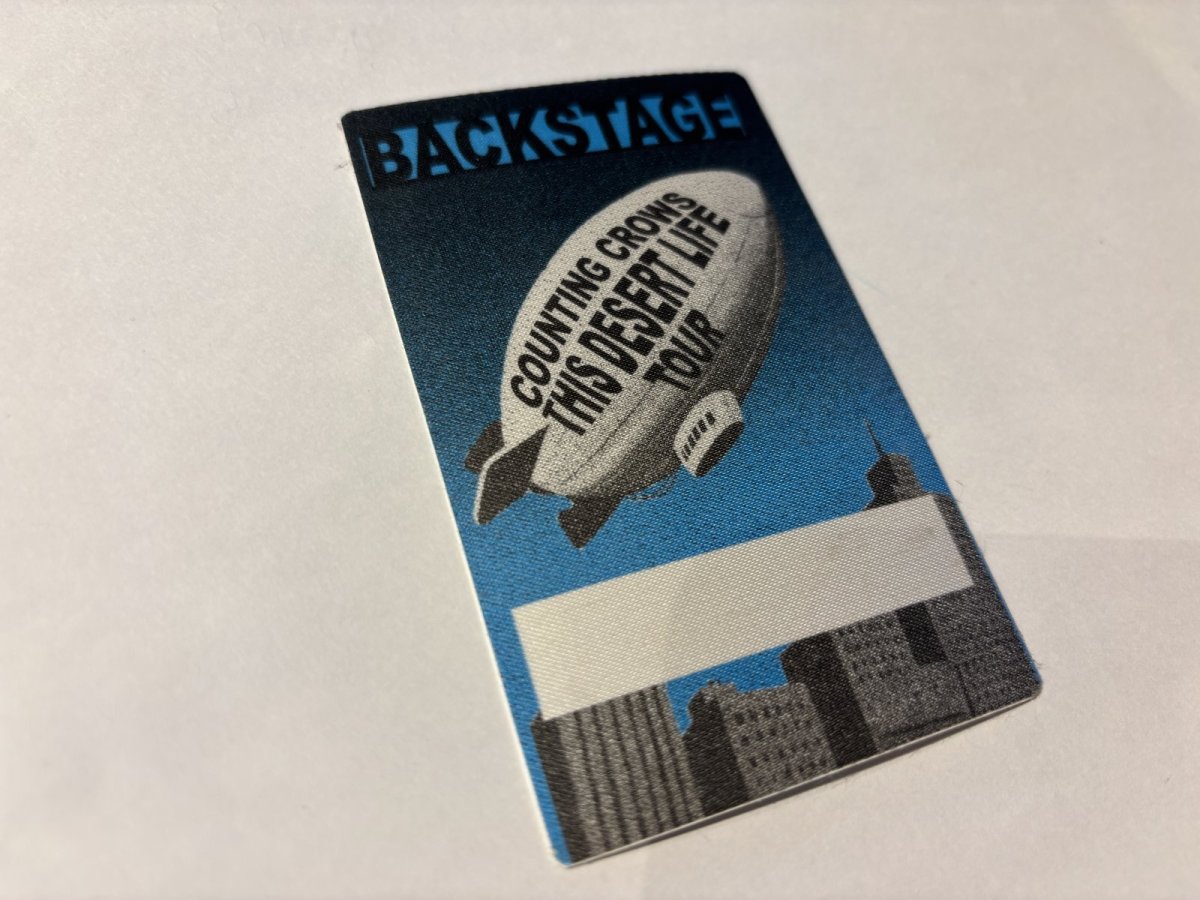 BACKSTAGE
COUNTING CROWS
THIS DESERT LIFE
TOUR